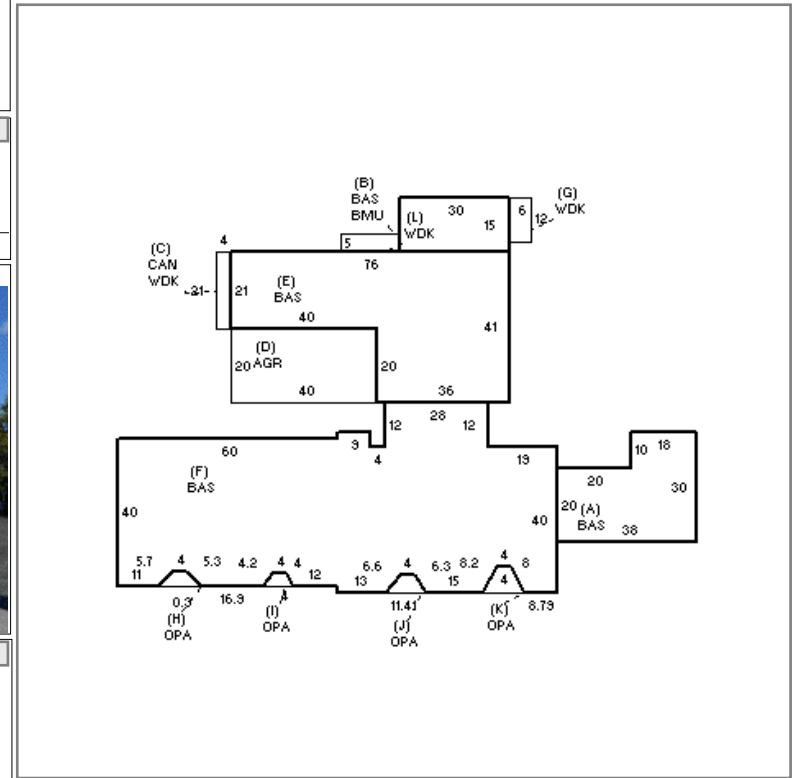 (B)
BAS
BMU
(G)
WDK
30
6
12
(L)
WDK
15
5
4
(C)
CAN
WDK
76
21
21
(E)
BAS
40
41
(D)
AGR
20
20
40
36
28
12
12
9
4
60
19
10
18
(F)
BAS
20
30
40
40
20
(A)
BAS
38
5.7
4
5.3
4.2
4
4
6.6
4
6.3
8.2
4
8
11
12
13
15
4
0.3
16.9
4
11.41
8.79
(H)
OPA
(I)
OPA
(J)
OPA
(K)
OPA